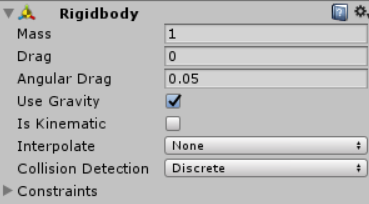 Rigidbody
Mass 1
Drag 0
Angular Drag 0.05
Use Gravity
Is Kinematic
Interpolate None
Collision Detection Discrete
Constraints